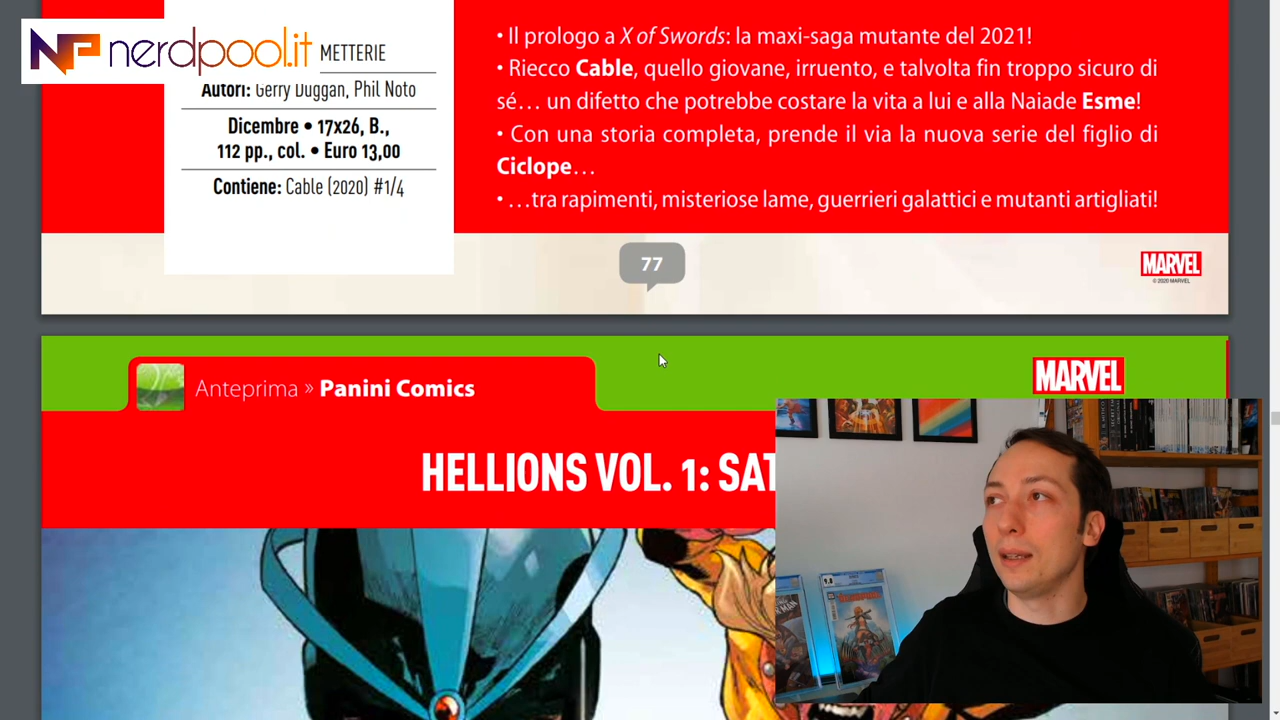 nerdpool.it
METTERIE
Autori: Gerry Duggan, Phil Noto
Dicembre • 17x26, B.,
112 pp., col. • Euro 13,00
Contiene: Cable (2020) #1/4
• Il prologo a X of Swords: la maxi-saga mutante del 2021!
• Riecco Cable, quello giovane, irruento, e talvolta fin troppo sicuro di
sé… un difetto che potrebbe costare la vita a lui e alla Naiade Esme!
• Con una storia completa, prende il via la nuova serie del figlio di
Ciclope…
• …tra rapimenti, misteriose lame, guerrieri galattici e mutanti artigliati!
77
MARVEL
© 2020 MARVEL
Anteprima » Panini Comics
MARVEL
HELLIONS VOL. 1: